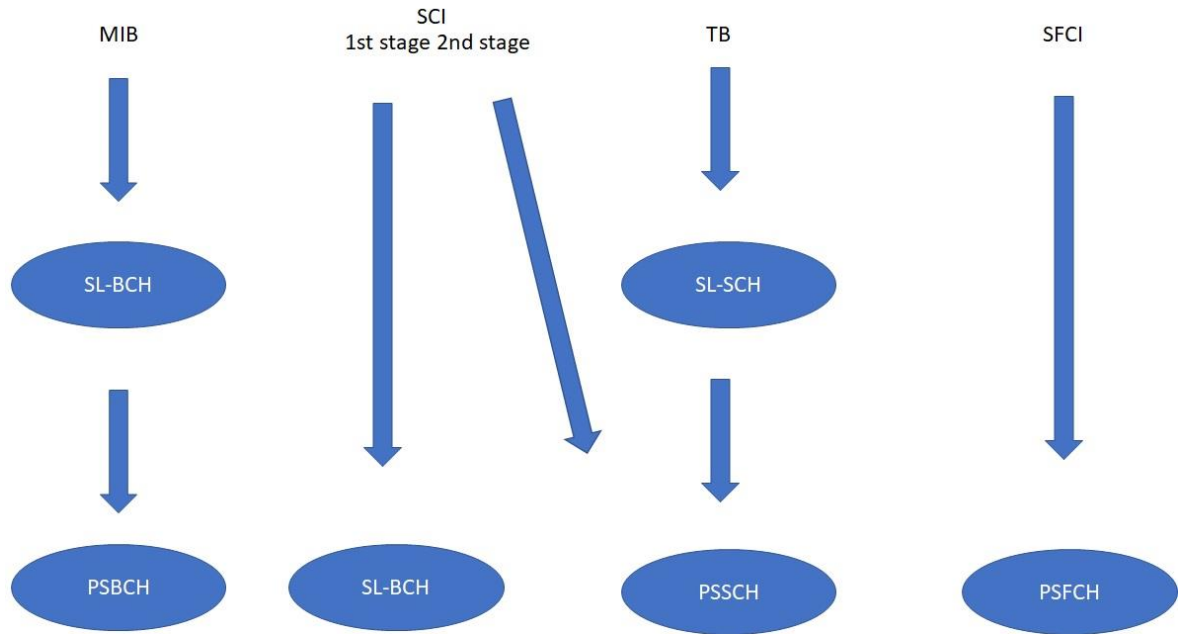 MIB
SCI
1st stage 2nd stage
TB
SFCI
SL-BCH
SL-SCH
PSBCH
SL-BCH
PSSCH
PSFCH